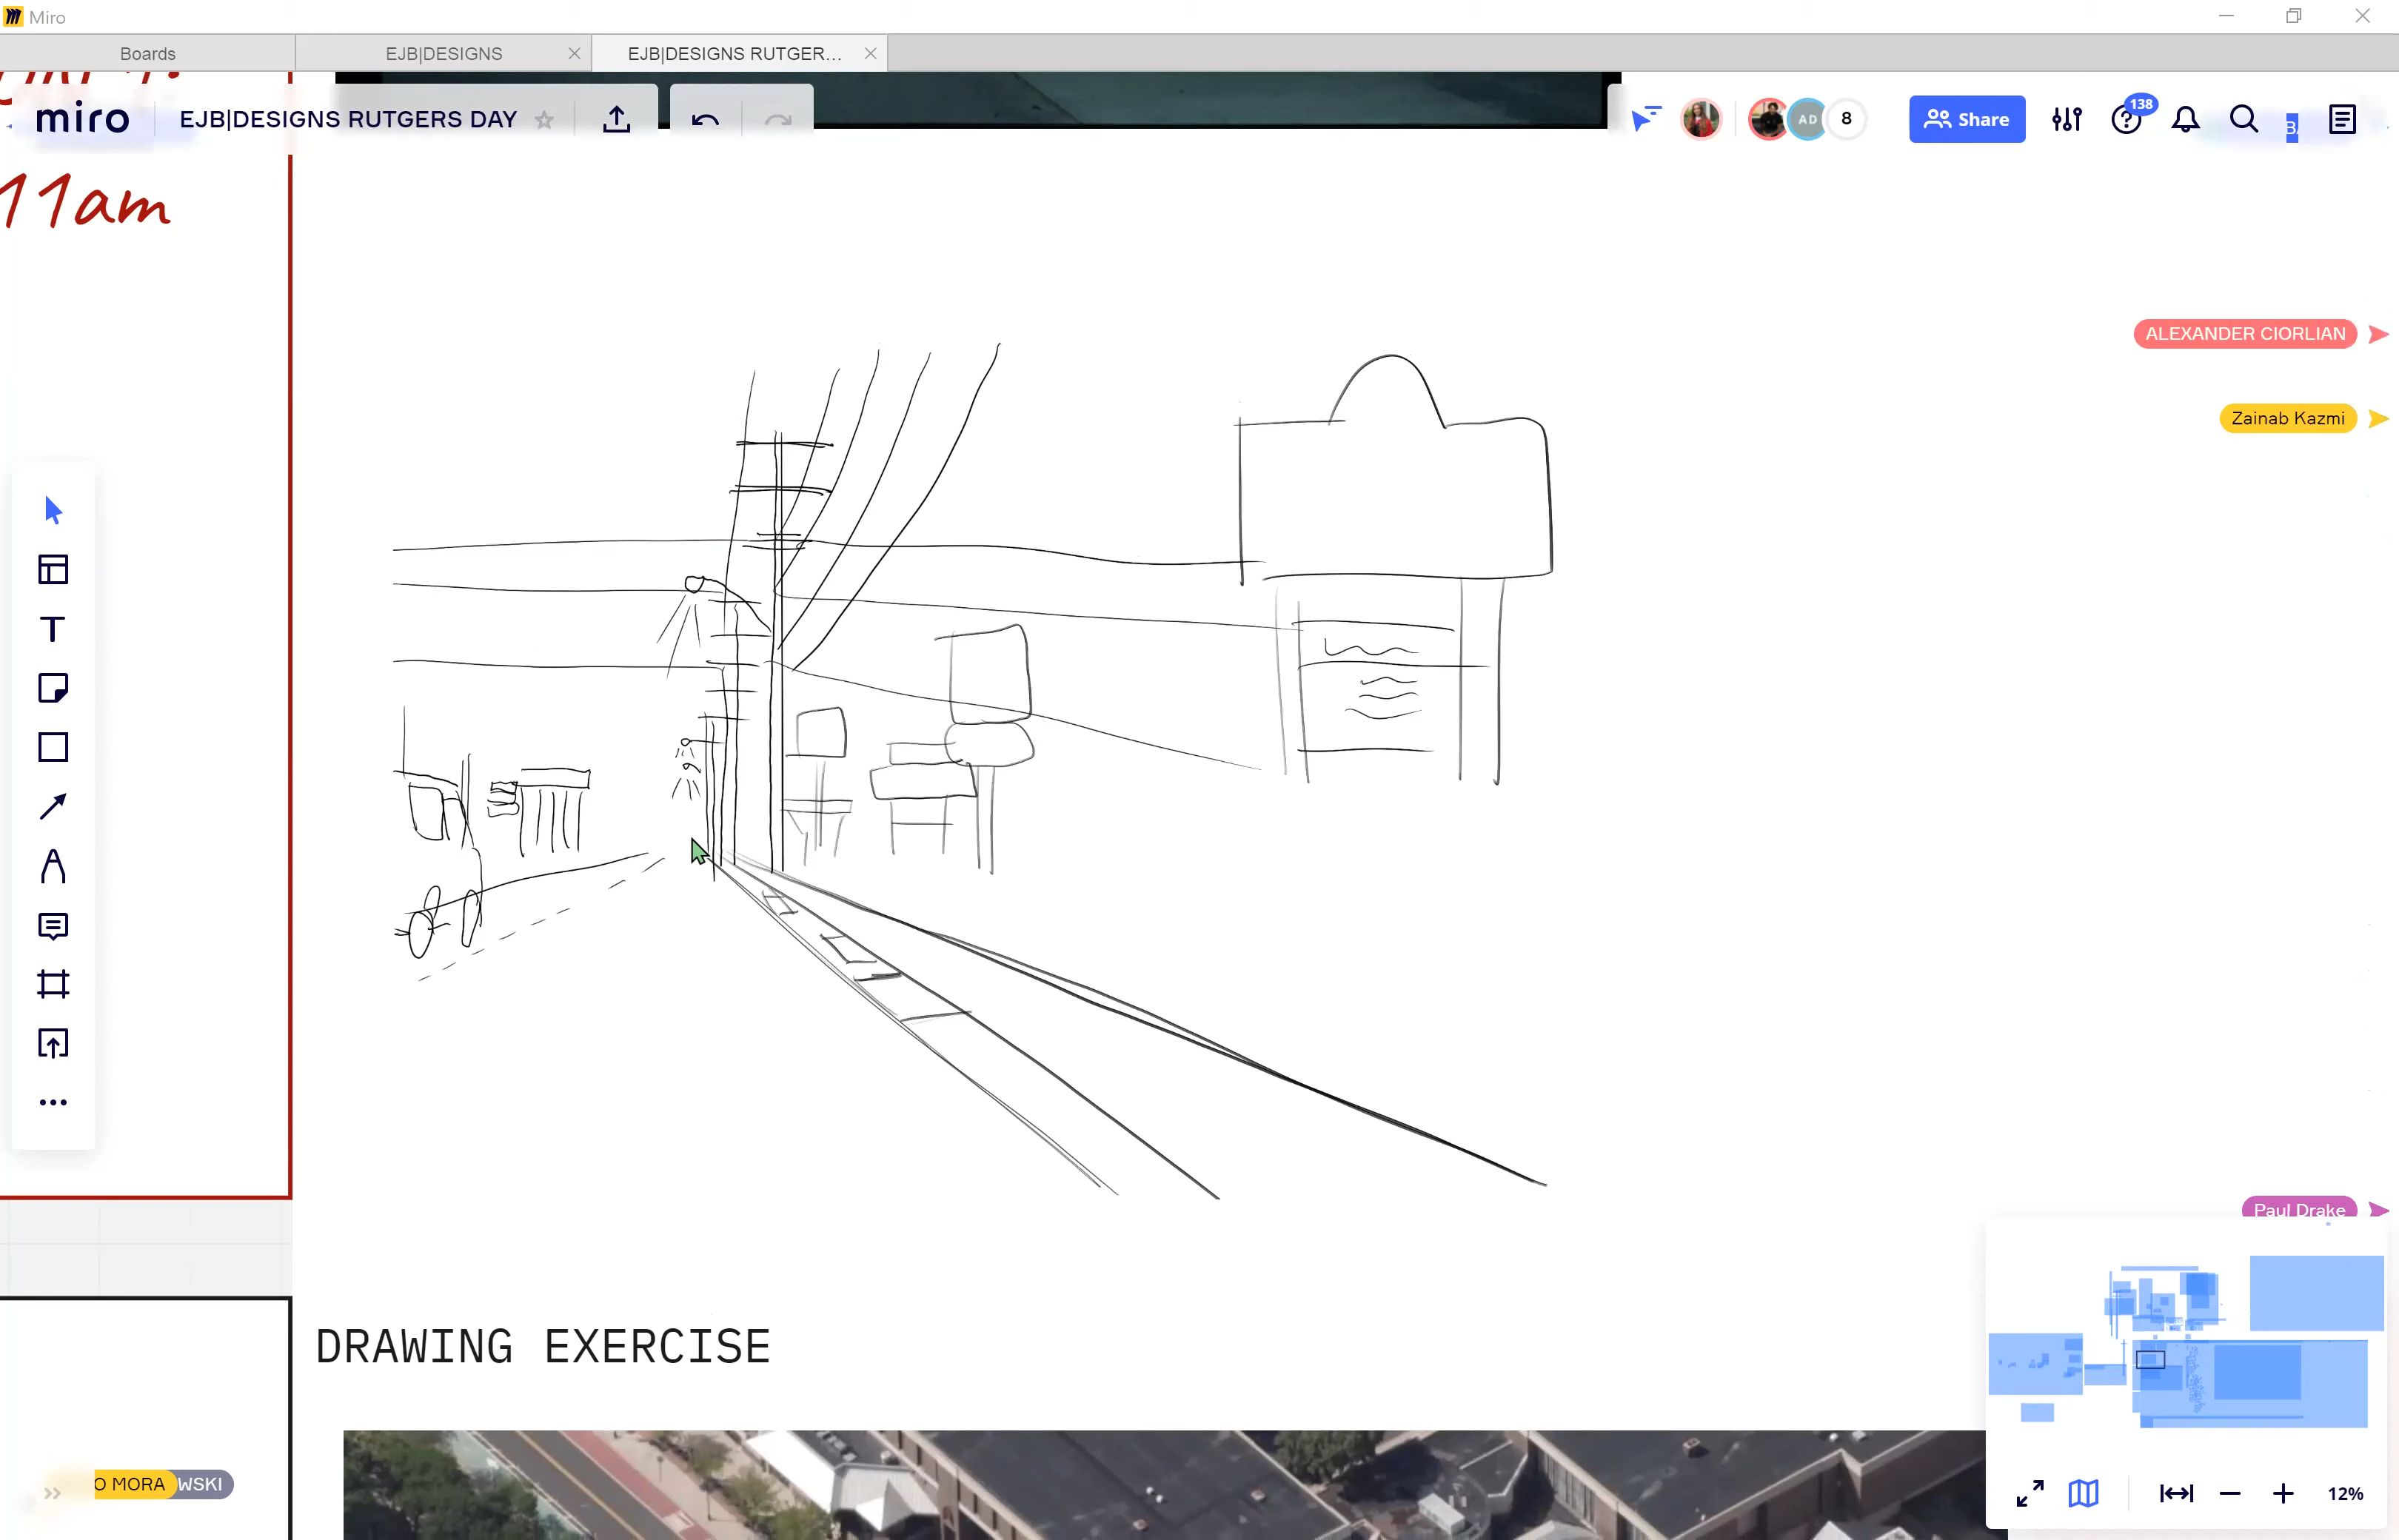 Miro
Boards
EJB|DESIGNS
EJB|DESIGNS RUTGER...
miro
EJB|DESIGNS RUTGERS DAY
AD
8
Share
138
11am
ALEXANDER CIORLIAN
Zainab Kazmi
T
Paul Drake
DRAWING EXERCISE
O MORA
WSKI
12%